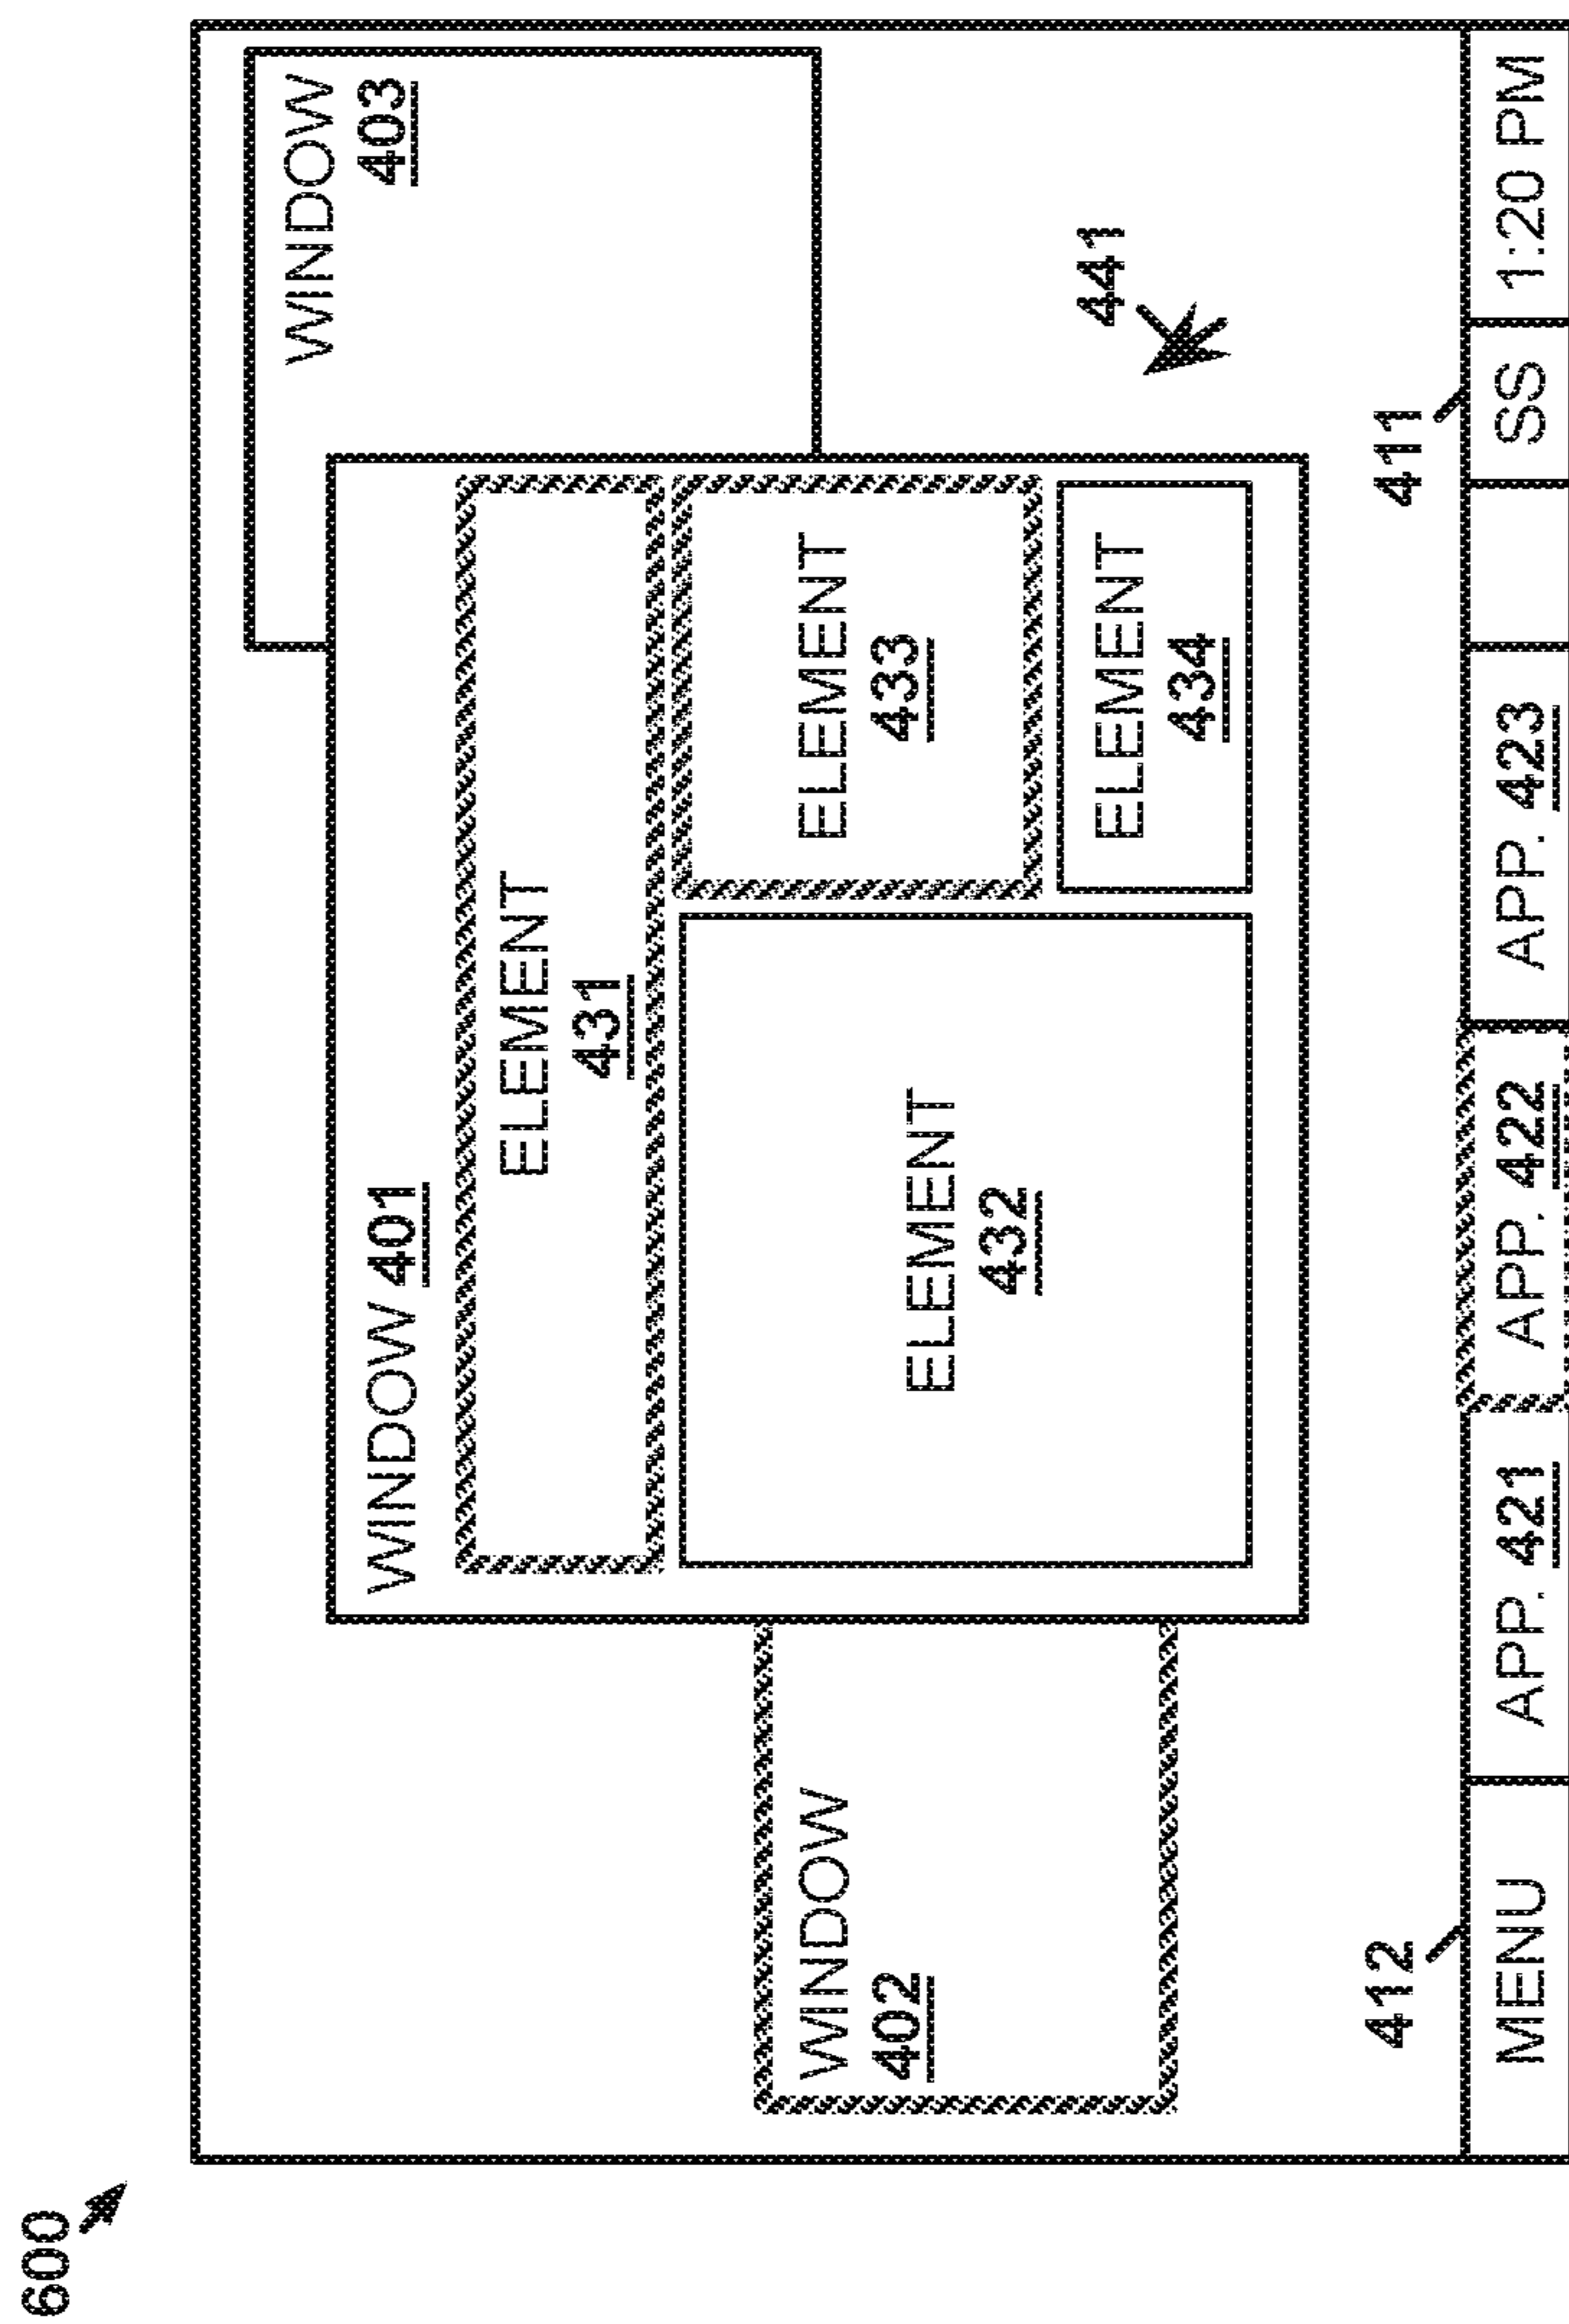 600
WINDOW
403
WINDOW 401
ELEMENT
431
ELEMENT
433
WINDOW
402
ELEMENT
432
ELEMENT
434
441
412
411
MENU
APP. 421
APP. 422
APP. 423
SS
1:20 PM